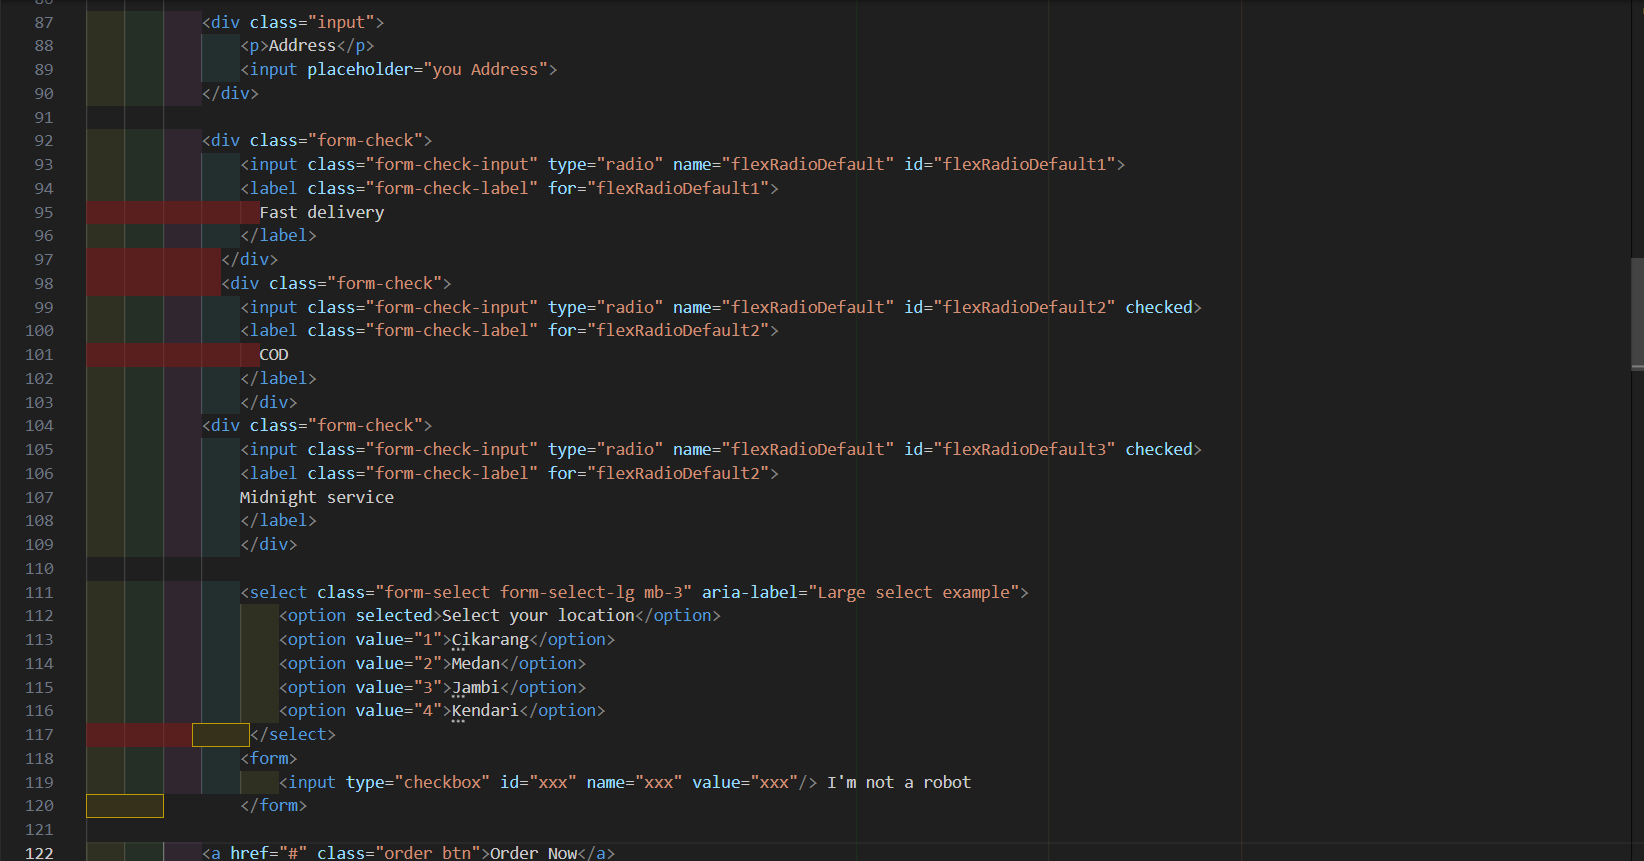 87 <div class="input">
88 <p>Address</p>
89 <input placeholder="you Address">
90 </div>
91
92 <div class="form-check">
93 <input class="form-check-input" type="radio" name="flexRadioDefault" id="flexRadioDefault1">
94 <label class="form-check-label" for="flexRadioDefault1">
95 Fast delivery
96 </label>
97 </div>
98 <div class="form-check">
99 <input class="form-check-input" type="radio" name="flexRadioDefault" id="flexRadioDefault2" checked>
100 <label class="form-check-label" for="flexRadioDefault2">
101 COD
102 </label>
103 </div>
104 <div class="form-check">
105 <input class="form-check-input" type="radio" name="flexRadioDefault" id="flexRadioDefault3" checked>
106 <label class="form-check-label" for="flexRadioDefault2">
107 Midnight service
108 </label>
109 </div>
110
111 <select class="form-select form-select-lg mb-3" aria-label="Large select example">
112 <option selected>Select your location</option>
113 <option value="1">Cikarang</option>
114 <option value="2">Medan</option>
115 <option value="3">Jambi</option>
116 <option value="4">Kendari</option>
117 </select>
118 <form>
119 <input type="checkbox" id="xxx" name="xxx" value="xxx"/> I'm not a robot
120 </form>
121
122 <a href="#" class="order btn">Order Now</a>